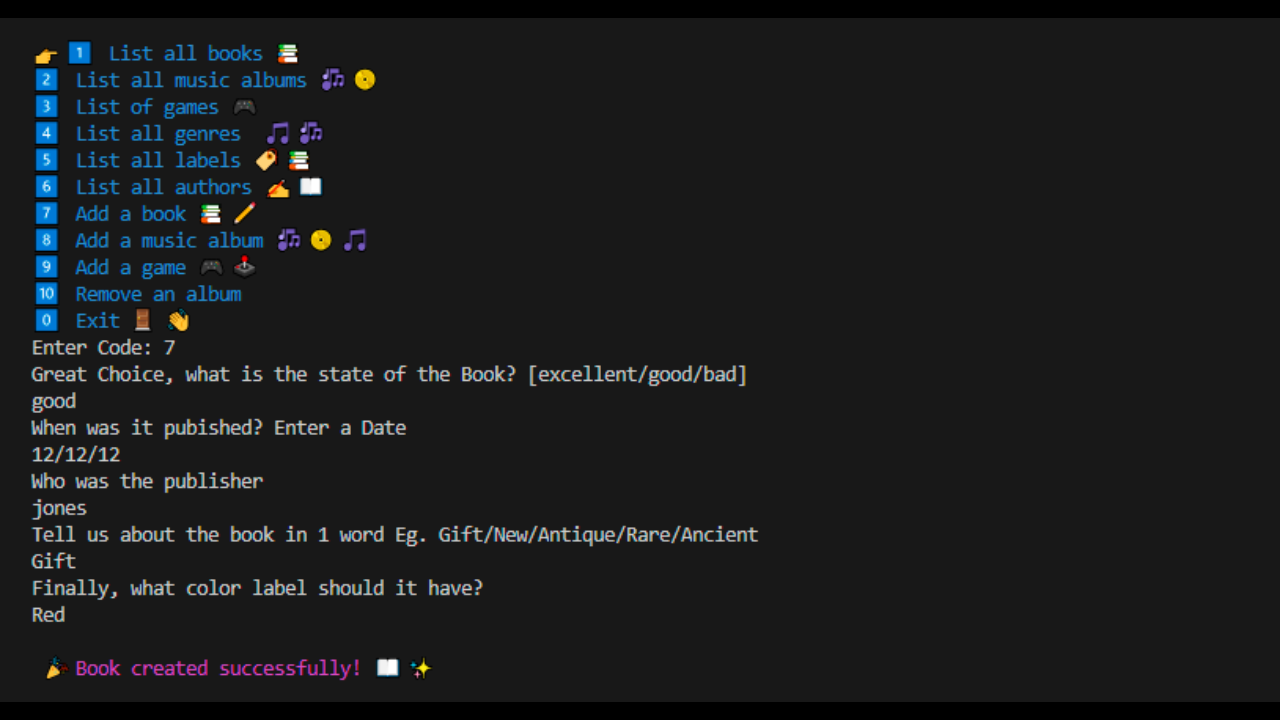 👉 1️⃣ List all books 📚
2️⃣ List all music albums 🎶 📀
3️⃣ List of games 🎮
4️⃣ List all genres 🎵 🎶
5️⃣ List all labels 🏷️ 📚
6️⃣ List all authors ✍️ 📖
7️⃣ Add a book 📚 ✏️
8️⃣ Add a music album 🎶 📀 🎵
9️⃣ Add a game 🎮 🕹️
🔟 Remove an album
0️⃣ Exit 🚪 👋
Enter Code: 7
Great Choice, what is the state of the Book? [excellent/good/bad]
good
When was it pubished? Enter a Date
12/12/12
Who was the publisher
jones
Tell us about the book in 1 word Eg. Gift/New/Antique/Rare/Ancient
Gift
Finally, what color label should it have?
Red
🎉 Book created successfully! 📖 ✨